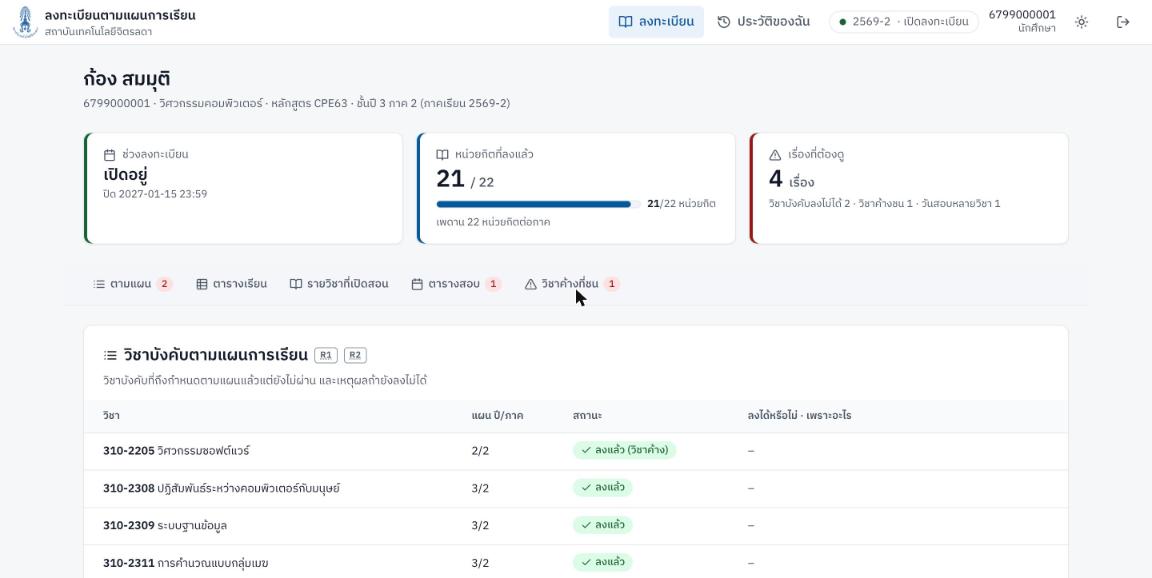 ลงทะเบียนตามแผนการเรียน
สถาบันเทคโนโลยีจิตรลดา
ลงทะเบียน
ประวัติของฉัน
2569-2 · เปิดลงทะเบียน
6799000001
นักศึกษา
ก้อง สมมุติ
6799000001 · วิศวกรรมคอมพิวเตอร์ · หลักสูตร CPE63 · ชั้นปี 3 ภาค 2 (ภาคเรียน 2569-2)
ช่วงลงทะเบียน
เปิดอยู่
ปิด 2027-01-15 23:59
หน่วยกิตที่ลงแล้ว
21 / 22
21/22 หน่วยกิต
เพดาน 22 หน่วยกิตต่อภาค
เรื่องที่ต้องดู
4 เรื่อง
วิชาบังคับลงไม่ได้ 2 · วิชาค้างชน 1 · วันสอบหลายวิชา 1
ตามแผน 2
ตารางเรียน
รายวิชาที่เปิดสอน
ตารางสอบ 1
วิชาค้างที่ชน 1
วิชาบังคับตามแผนการเรียน R1 R2
วิชาบังคับที่ถึงกำหนดตามแผนแล้วแต่ยังไม่ผ่าน และเหตุผลถ้ายังลงไม่ได้
วิชา แผน ปี/ภาค สถานะ ลงได้หรือไม่ · เพราะอะไร
310-2205 วิศวกรรมซอฟต์แวร์ 2/2 ลงแล้ว (วิชาค้าง) –
310-2308 ปฏิสัมพันธ์ระหว่างคอมพิวเตอร์กับมนุษย์ 3/2 ลงแล้ว –
310-2309 ระบบฐานข้อมูล 3/2 ลงแล้ว –
310-2311 การคำนวณแบบกลุ่มเมฆ 3/2 ลงแล้ว –